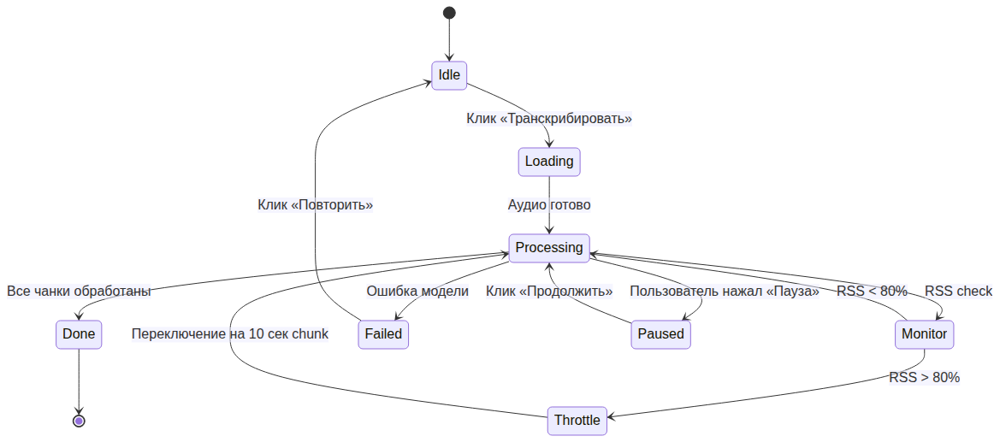 Idle
Клик «Транскрибировать»
Loading
Клик «Повторить»
Аудио готово
Processing
Все чанки обработаны
Ошибка модели
Клик «Продолжить»
Пользователь нажал «Пауза»
RSS < 80%
RSS check
Done
Переключение на 10 сек chunk
Failed
Paused
Monitor
RSS > 80%
Throttle